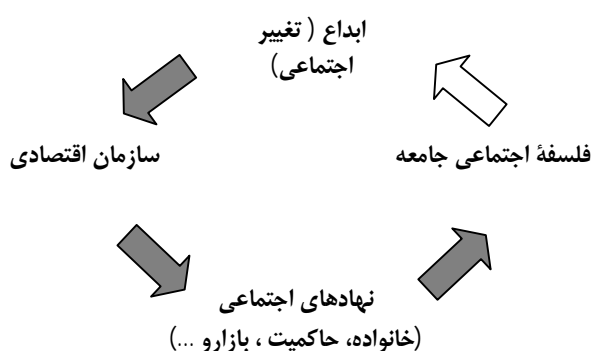 ابداع ( تغییر
اجتماعی)
فلسفهٔ اجتماعی جامعه
سازمان اقتصادی
نهادهای اجتماعی
(خانواده، حاکمیت ، بازارو ...)